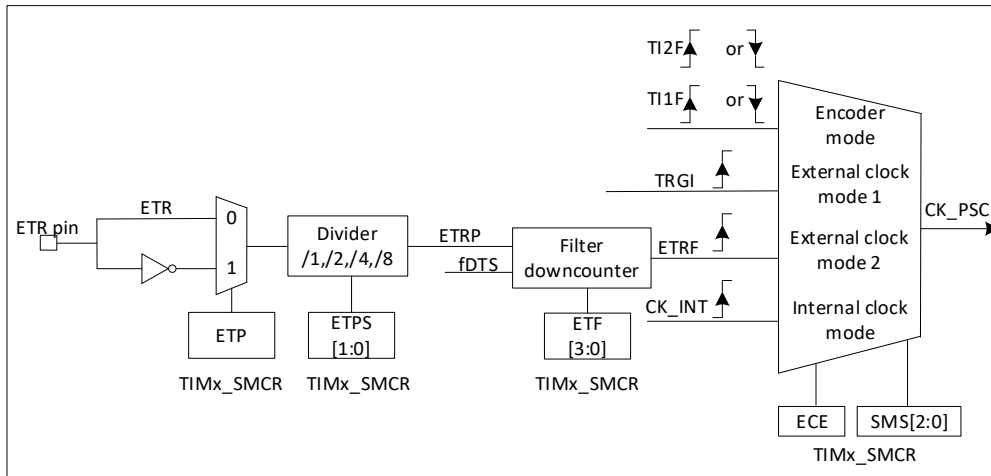 TI2F or
TI1F or
Encoder
mode
TRGI
External clock
mode 1
CK_PSC
ETR pin
ETR
0
1
Divider
/1,/2,/4,/8
ETRP
fDTS
Filter
downcounter
ETRF
External clock
mode 2
CK_INT
Internal clock
mode
ETP
TIMx_SMCR
ETPS
[1:0]
TIMx_SMCR
ETF
[3:0]
TIMx_SMCR
ECE
SMS[2:0]
TIMx_SMCR